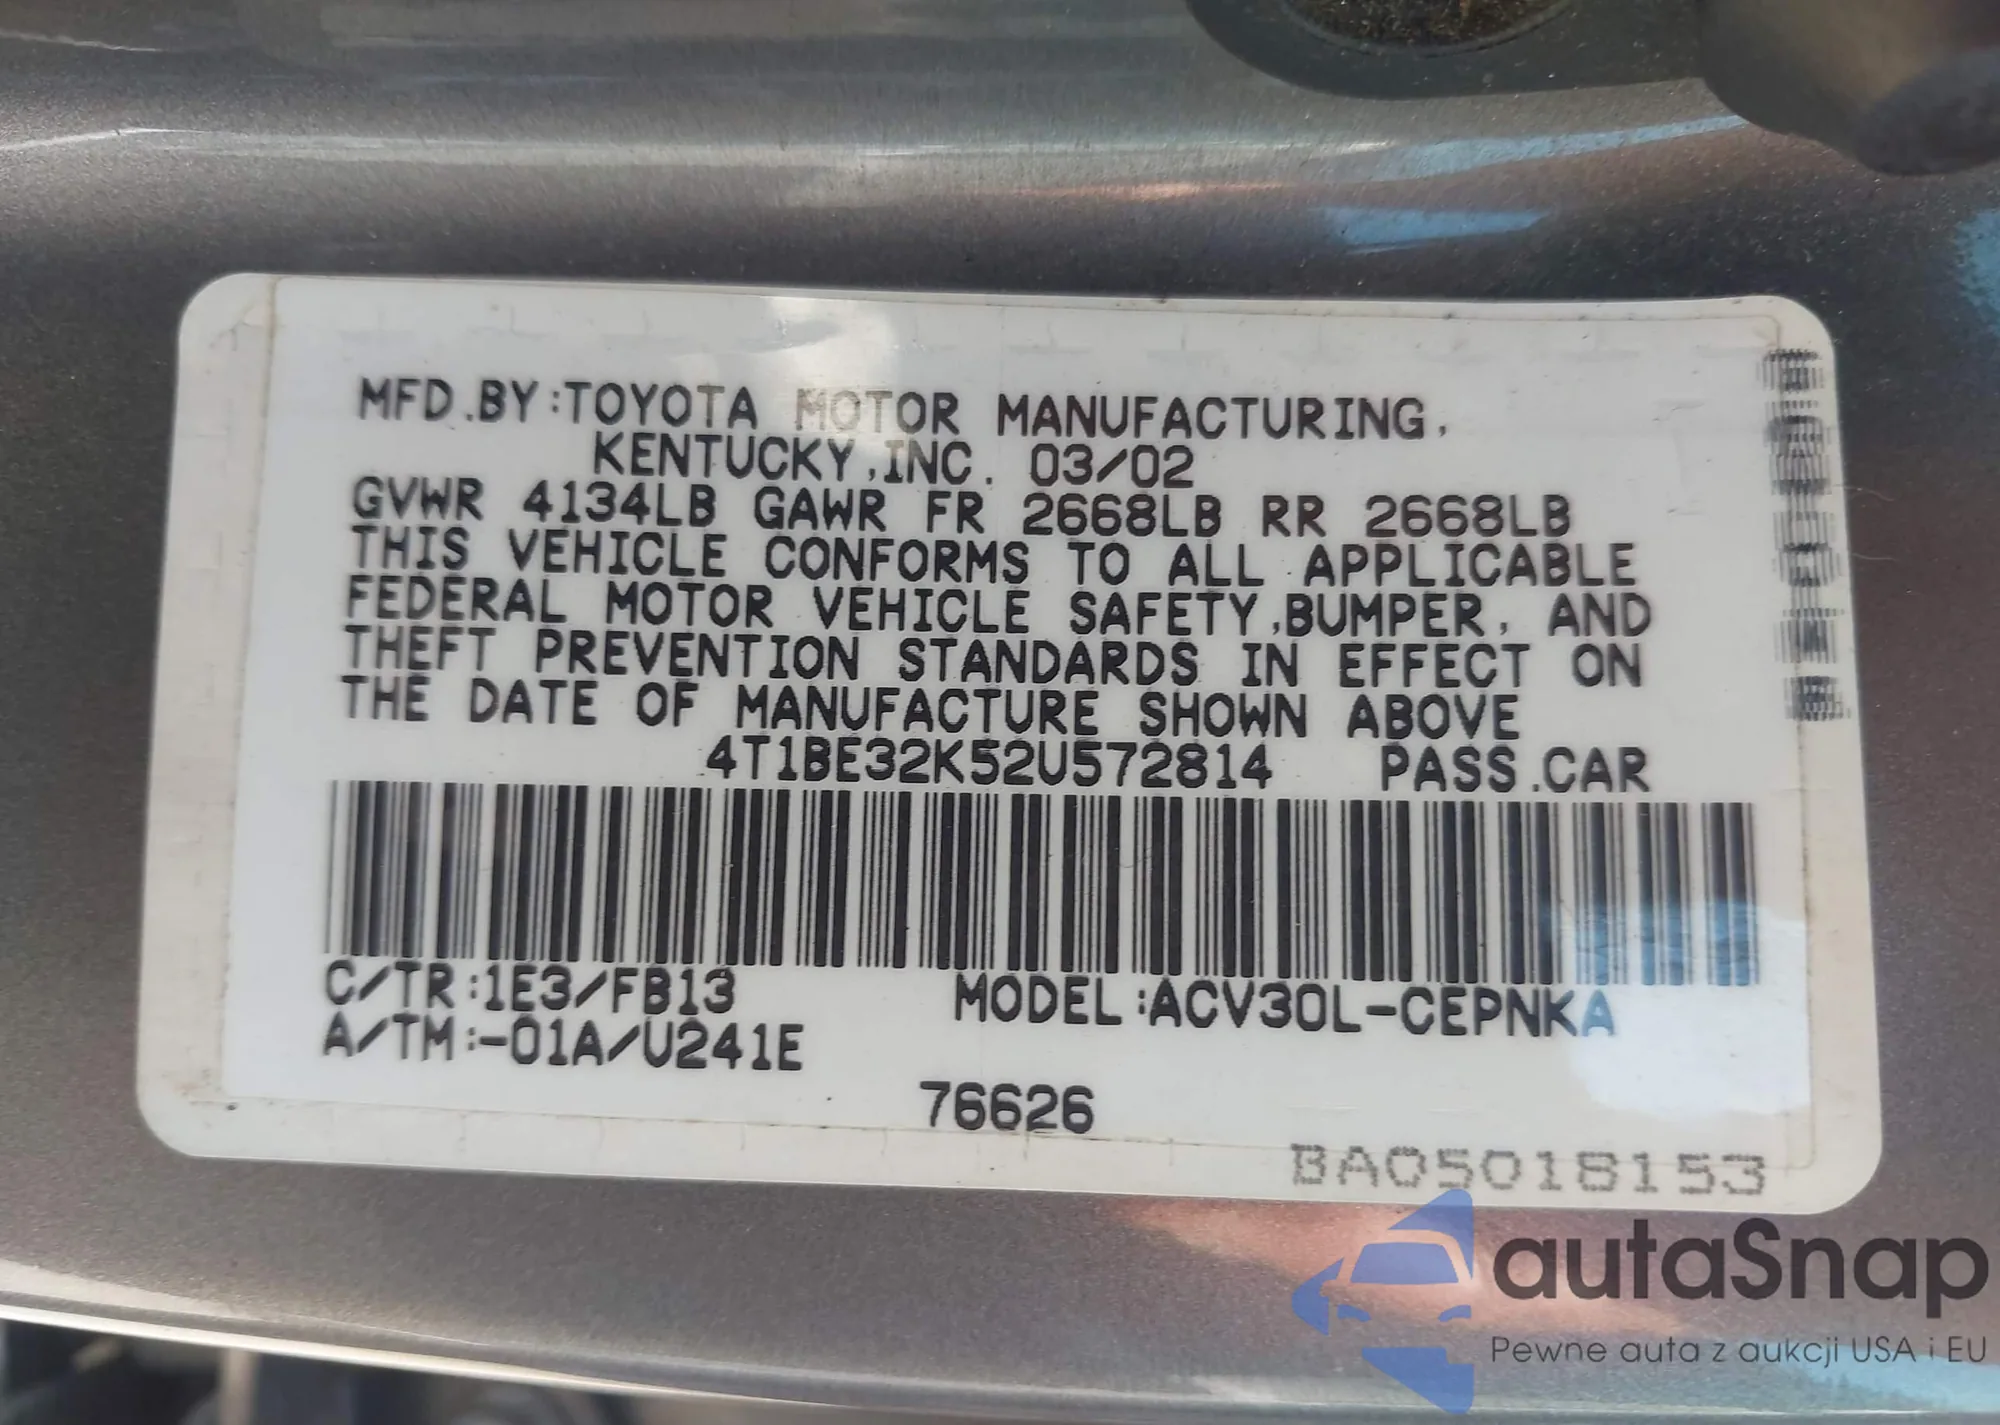 MFD.BY:TOYOTA MOTOR MANUFACTURING,
KENTUCKY,INC. 03/02
GVWR 4134LB GAWR FR 2668LB RR 2668LB
THIS VEHICLE CONFORMS TO ALL APPLICABLE
FEDERAL MOTOR VEHICLE SAFETY,BUMPER, AND
THEFT PREVENTION STANDARDS IN EFFECT ON
THE DATE OF MANUFACTURE SHOWN ABOVE
4T1BE32K52U572814 PASS.CAR
C/TR:1E3/FB13 MODEL:ACV30L-CEPNKA
A/TM:-01A/U241E
76626
BA05018153
autaSnap
Pewne auta z aukcji USA i EU